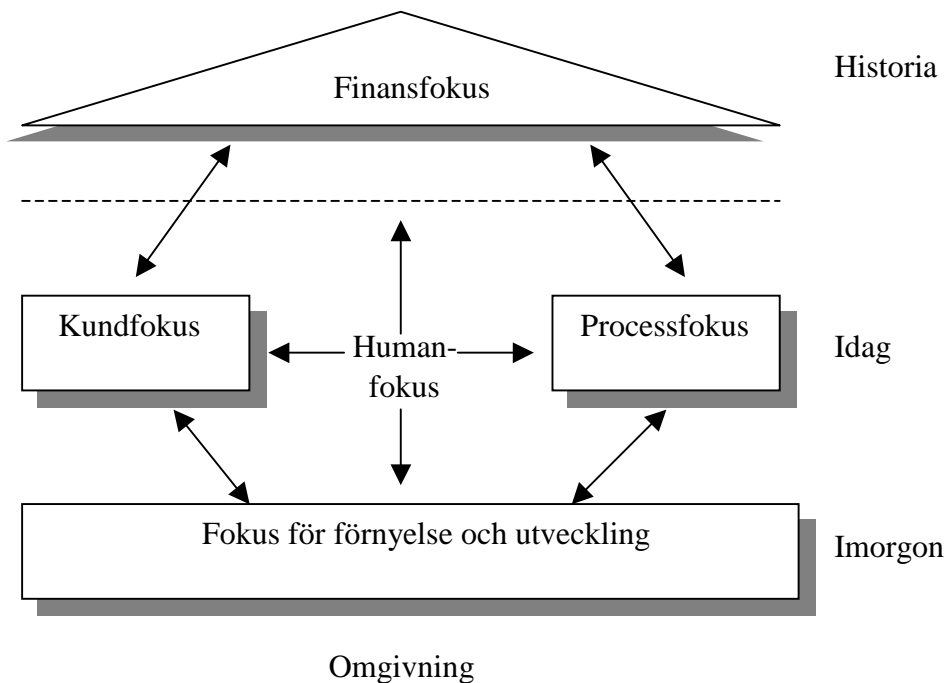 Historia
Finansfokus
Kundfokus
Processfokus
Human-
fokus
Idag
Fokus för förnyelse och utveckling
Imorgon
Omgivning